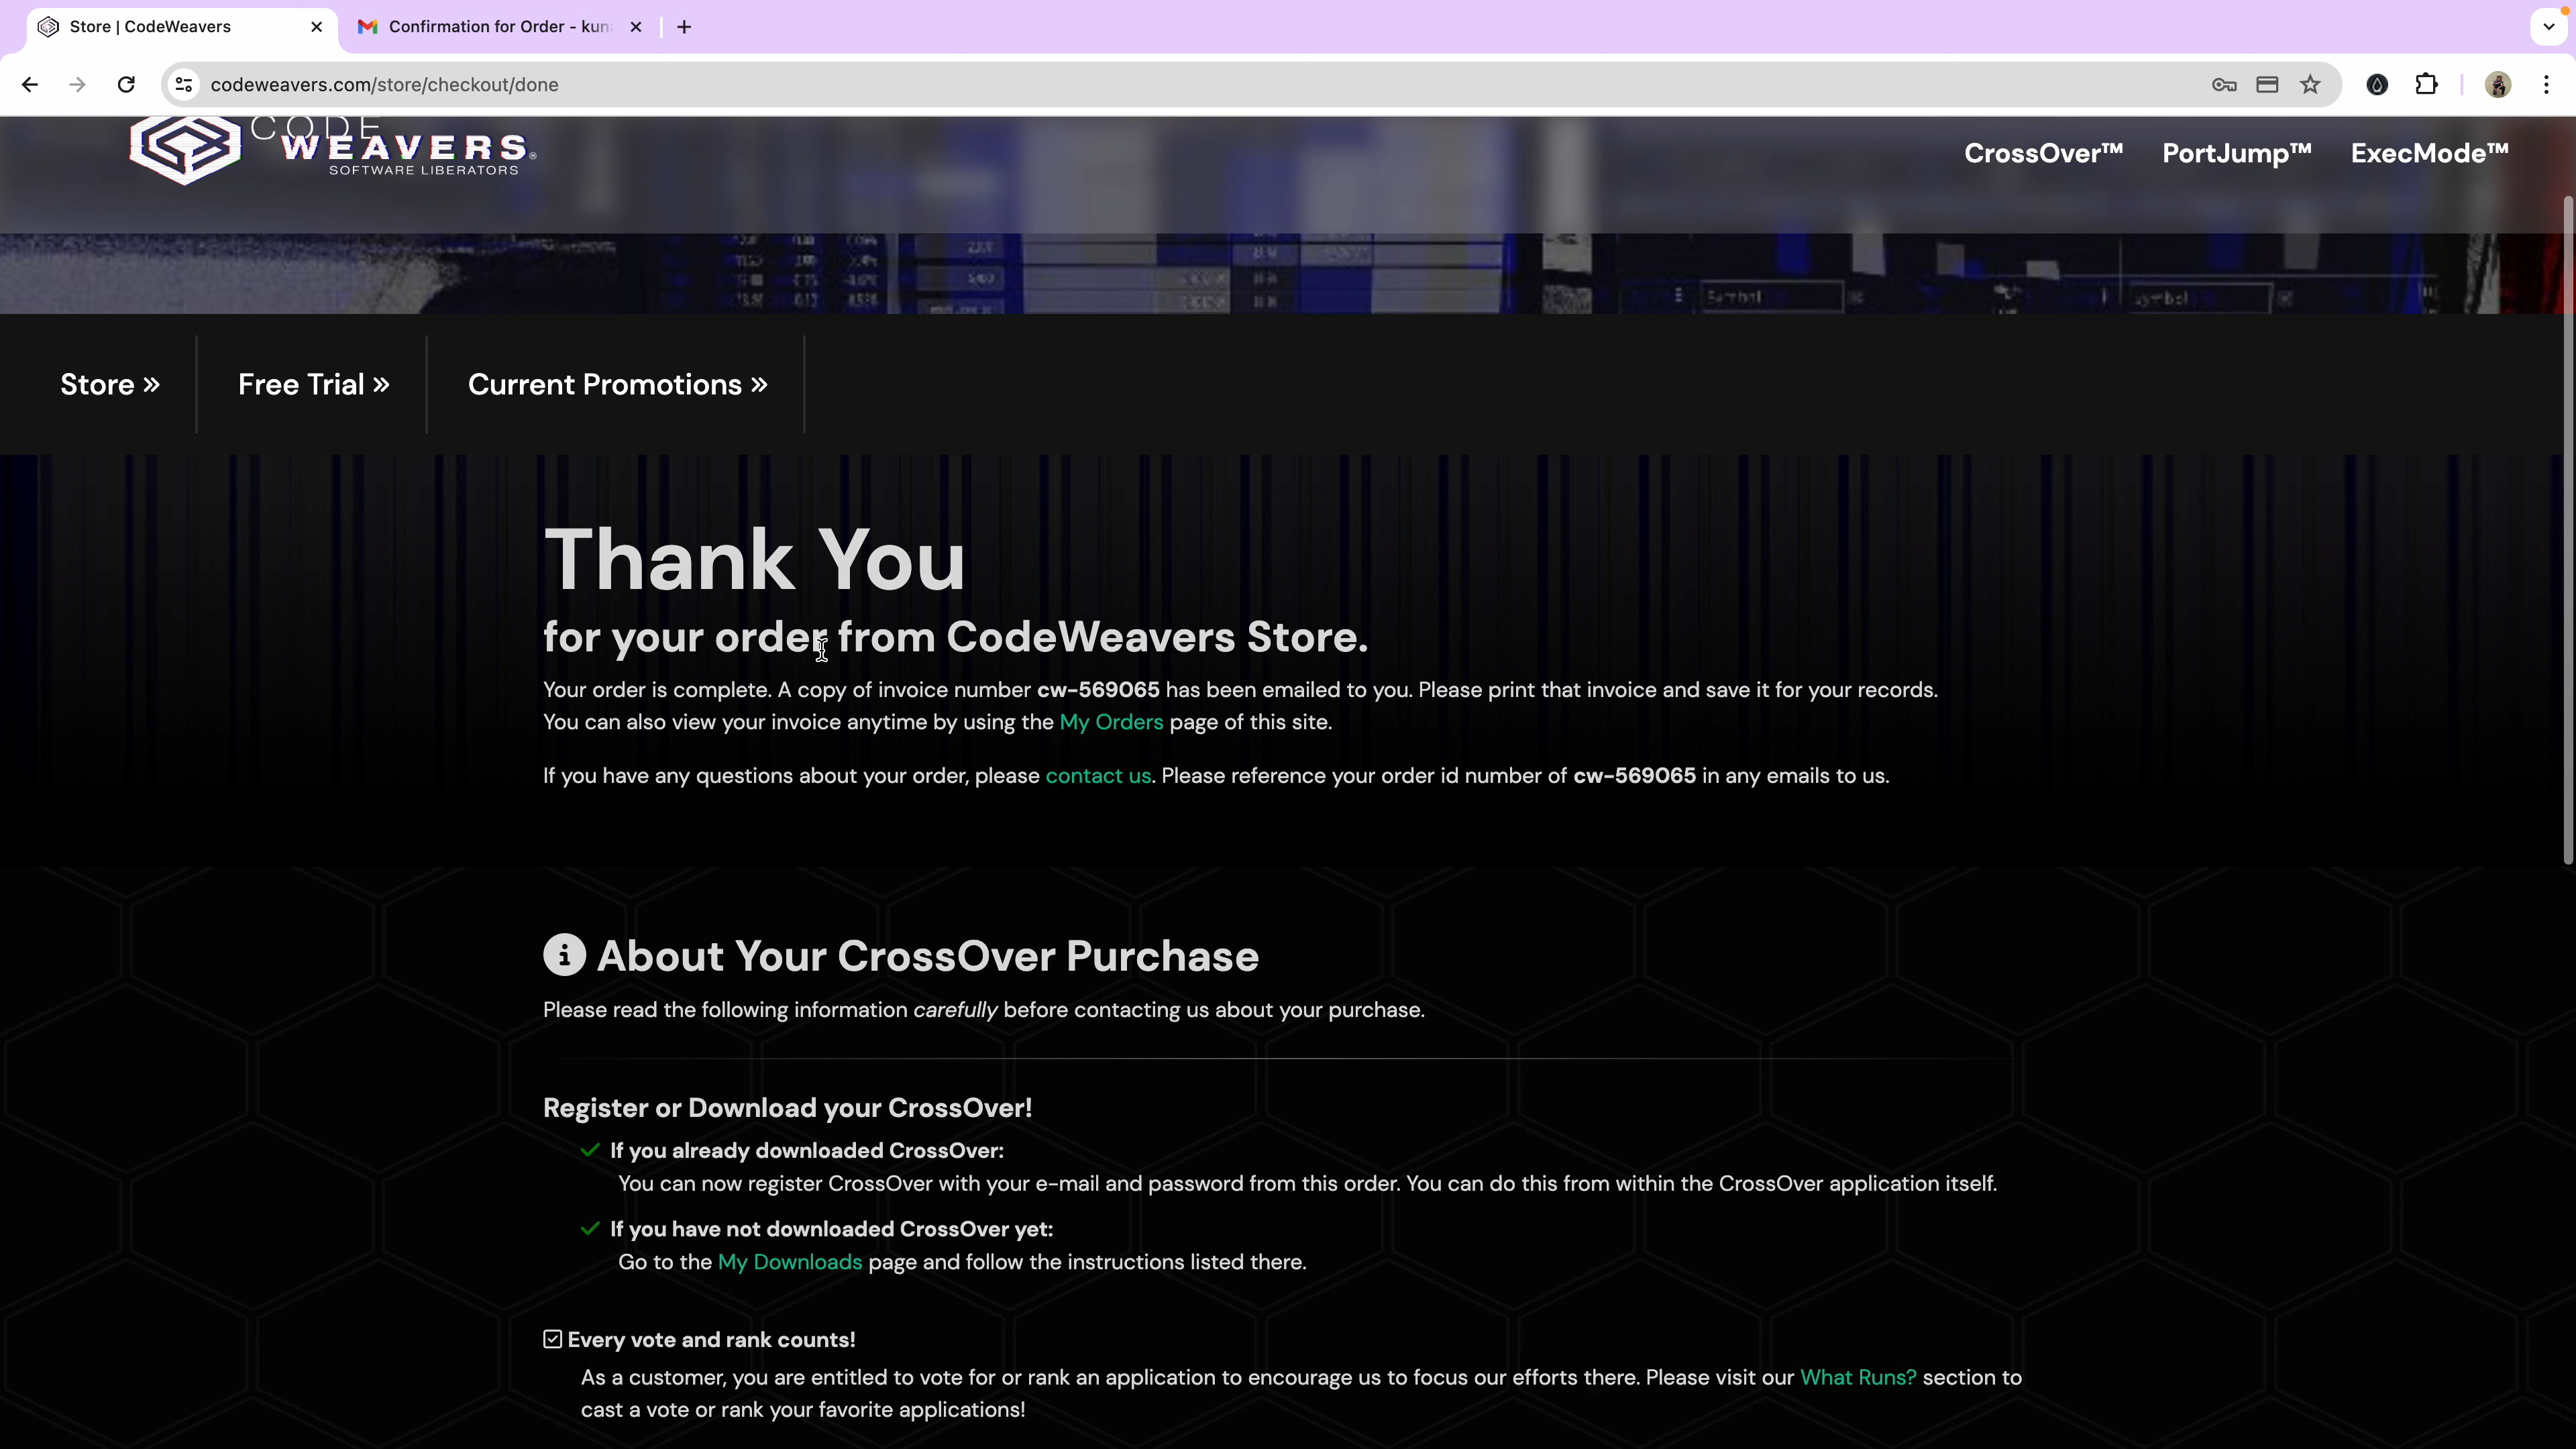 Store | CodeWeavers
Confirmation for Order - kun
codeweavers.com/store/checkout/done
CODE
WEAVERS®
SOFTWARE LIBERATORS
CrossOver™ PortJump™ ExecMode™
Symbol
Symbol
Store »
Free Trial »
Current Promotions »
Thank You
for your order from CodeWeavers Store.
Your order is complete. A copy of invoice number cw-569065 has been emailed to you. Please print that invoice and save it for your records.
You can also view your invoice anytime by using the My Orders page of this site.
If you have any questions about your order, please contact us. Please reference your order id number of cw-569065 in any emails to us.
About Your CrossOver Purchase
Please read the following information carefully before contacting us about your purchase.
Register or Download your CrossOver!
If you already downloaded CrossOver:
You can now register CrossOver with your e-mail and password from this order. You can do this from within the CrossOver application itself.
If you have not downloaded CrossOver yet:
Go to the My Downloads page and follow the instructions listed there.
Every vote and rank counts!
As a customer, you are entitled to vote for or rank an application to encourage us to focus our efforts there. Please visit our What Runs? section to
cast a vote or rank your favorite applications!